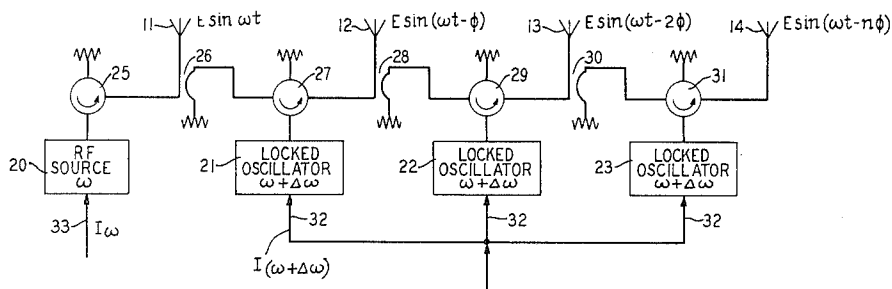 11 E sin ωt
12 E sin(ωt-ϕ)
13 E sin(ωt-2ϕ)
14 E sin(ωt-nϕ)
25
26
27
28
29
30
31
20
RF
SOURCE
ω
21
LOCKED
OSCILLATOR
ω+Δω
22
LOCKED
OSCILLATOR
ω+Δω
23
LOCKED
OSCILLATOR
ω+Δω
33
Iω
32
32
32
I(ω+Δω)